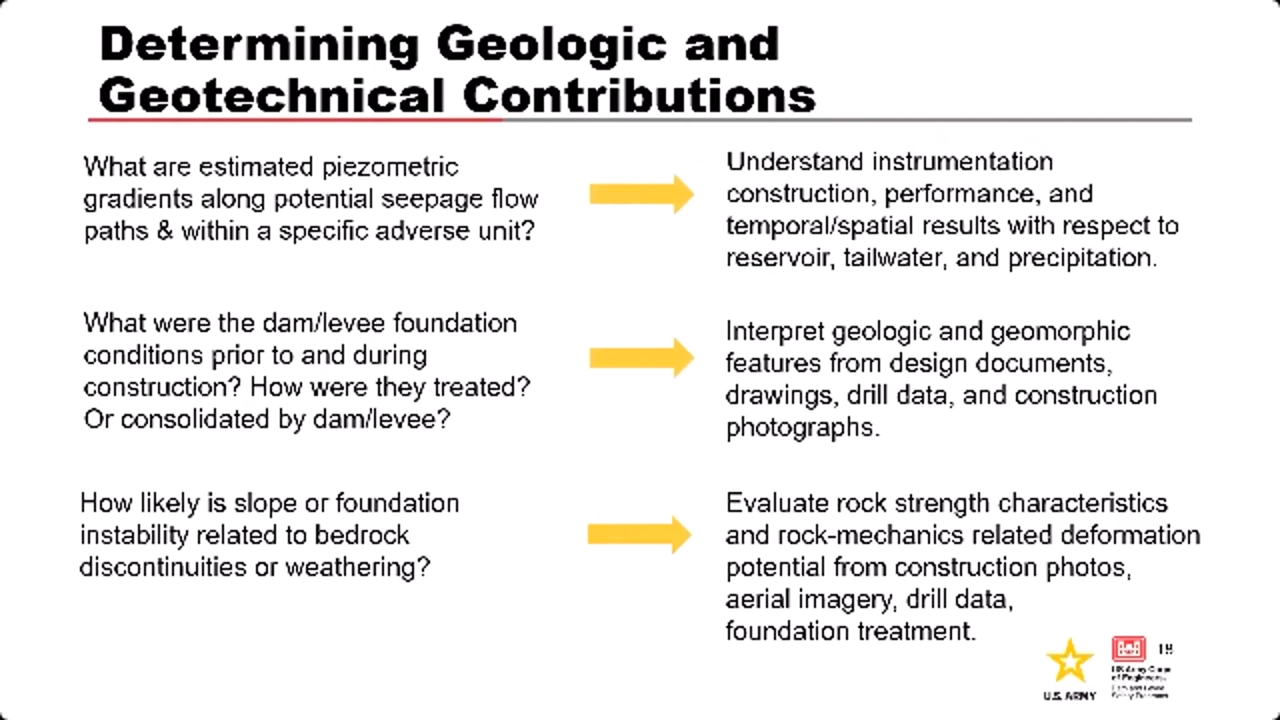 Determining Geologic and
Geotechnical Contributions
What are estimated piezometric
gradients along potential seepage flow
paths & within a specific adverse unit?
Understand instrumentation
construction, performance, and
temporal/spatial results with respect to
reservoir, tailwater, and precipitation.
What were the dam/levee foundation
conditions prior to and during
construction? How were they treated?
Or consolidated by dam/levee?
Interpret geologic and geomorphic
features from design documents,
drawings, drill data, and construction
photographs.
How likely is slope or foundation
instability related to bedrock
discontinuities or weathering?
Evaluate rock strength characteristics
and rock-mechanics related deformation
potential from construction photos,
aerial imagery, drill data,
foundation treatment.
U.S. ARMY
US Army Corps
of Engineers